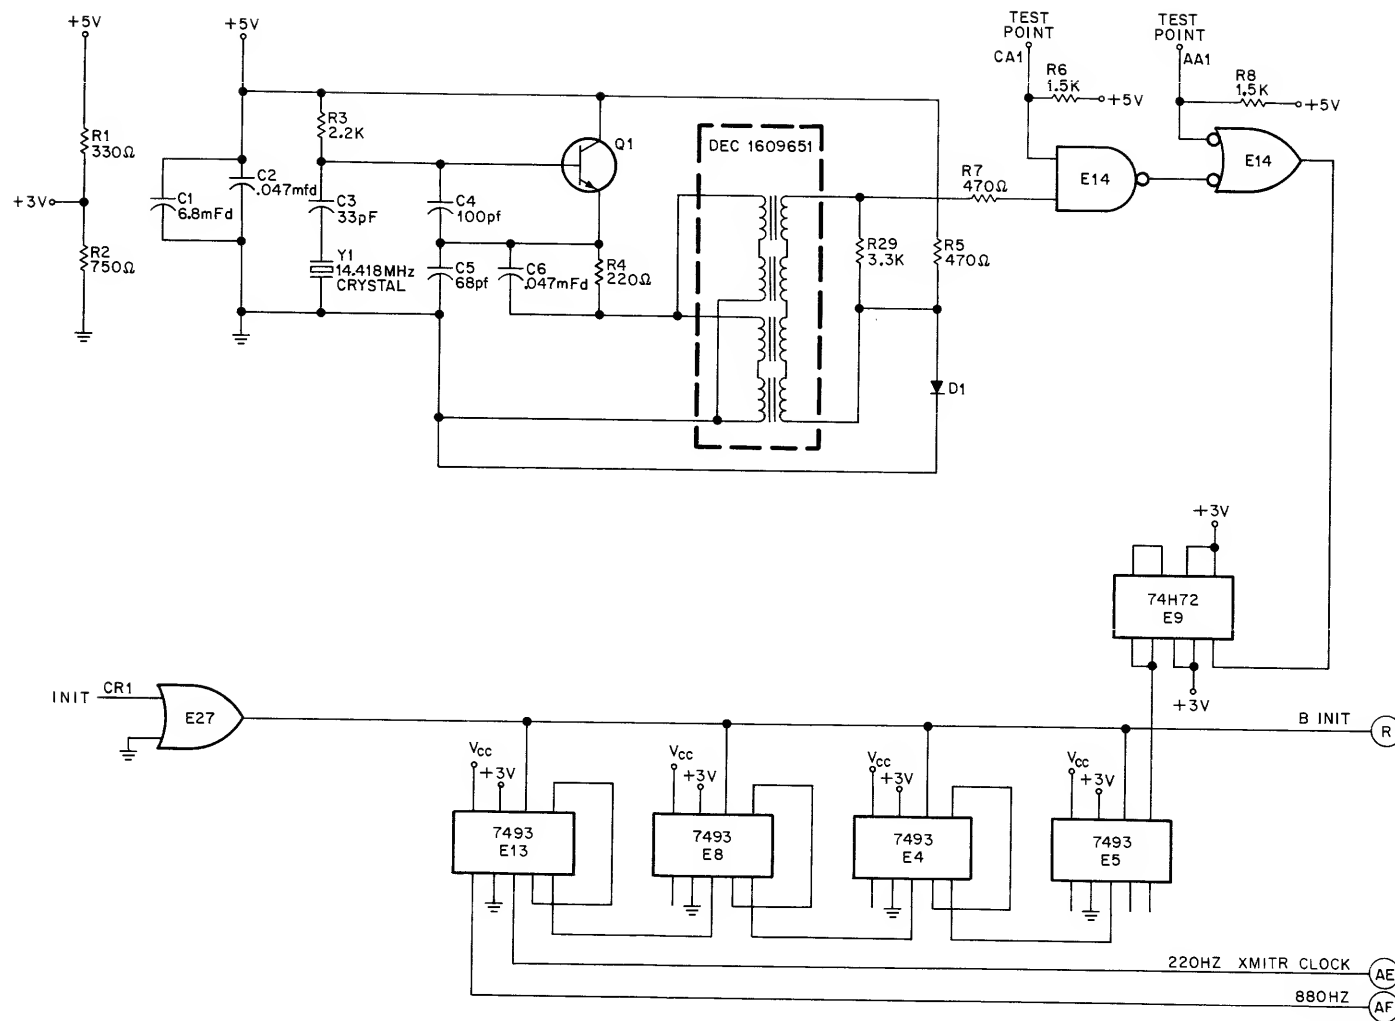 +5V
R1
330Ω
+3V
R2
750Ω
+5V
C1
6.8mFd
C2
.047mfd
R3
2.2K
C3
33pF
Y1
14.418MHz
CRYSTAL
C4
100pf
C5
68pf
C6
.047mFd
Q1
R4
220Ω
DEC 1609651
R29
3.3K
R5
470Ω
D1
R7
470Ω
TEST
POINT
CA1
R6
1.5K
+5V
E14
TEST
POINT
AA1
R8
1.5K
+5V
E14
+3V
74H72
E9
+3V
INIT
CR1
E27
B INIT
R
Vcc
+3V
7493
E13
Vcc
+3V
7493
E8
Vcc
+3V
7493
E4
Vcc
+3V
7493
E5
220HZ XMITR CLOCK
AE
880HZ
AF